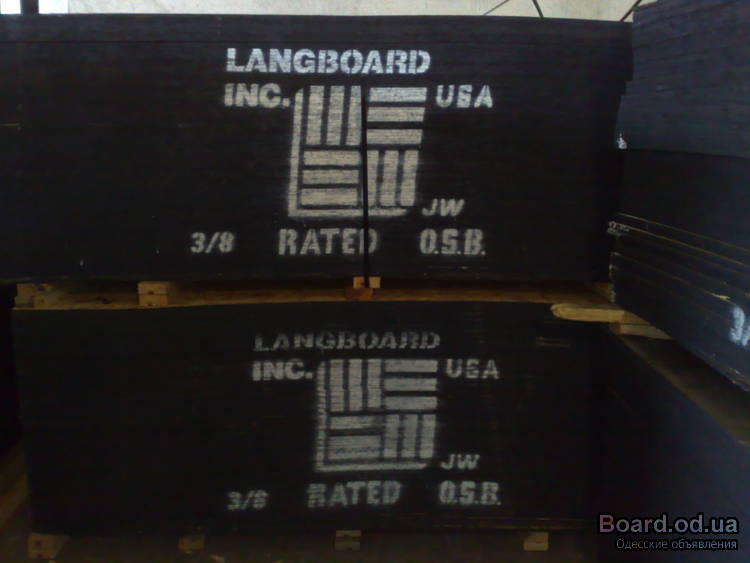 LANGBOARD
INC. USA
JW
3/8 RATED O.S.B.
LANGBOARD
INC. USA
JW
3/8 RATED O.S.B.
Board.od.ua
Одесские объявления